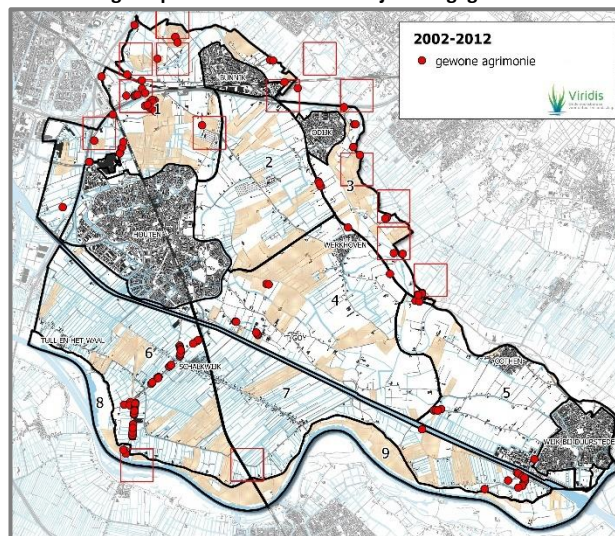 2002-2012
gewone agrimonie
Viridis
BUNNIK
1
ODIJK
2
3
HOUTEN
WERKHOVEN
4
TULL EN HET WAAL
6
SCHALKWIJK
GOY
COTHEN
7
5
8
WIJK BIJ DUURSTEDE
9